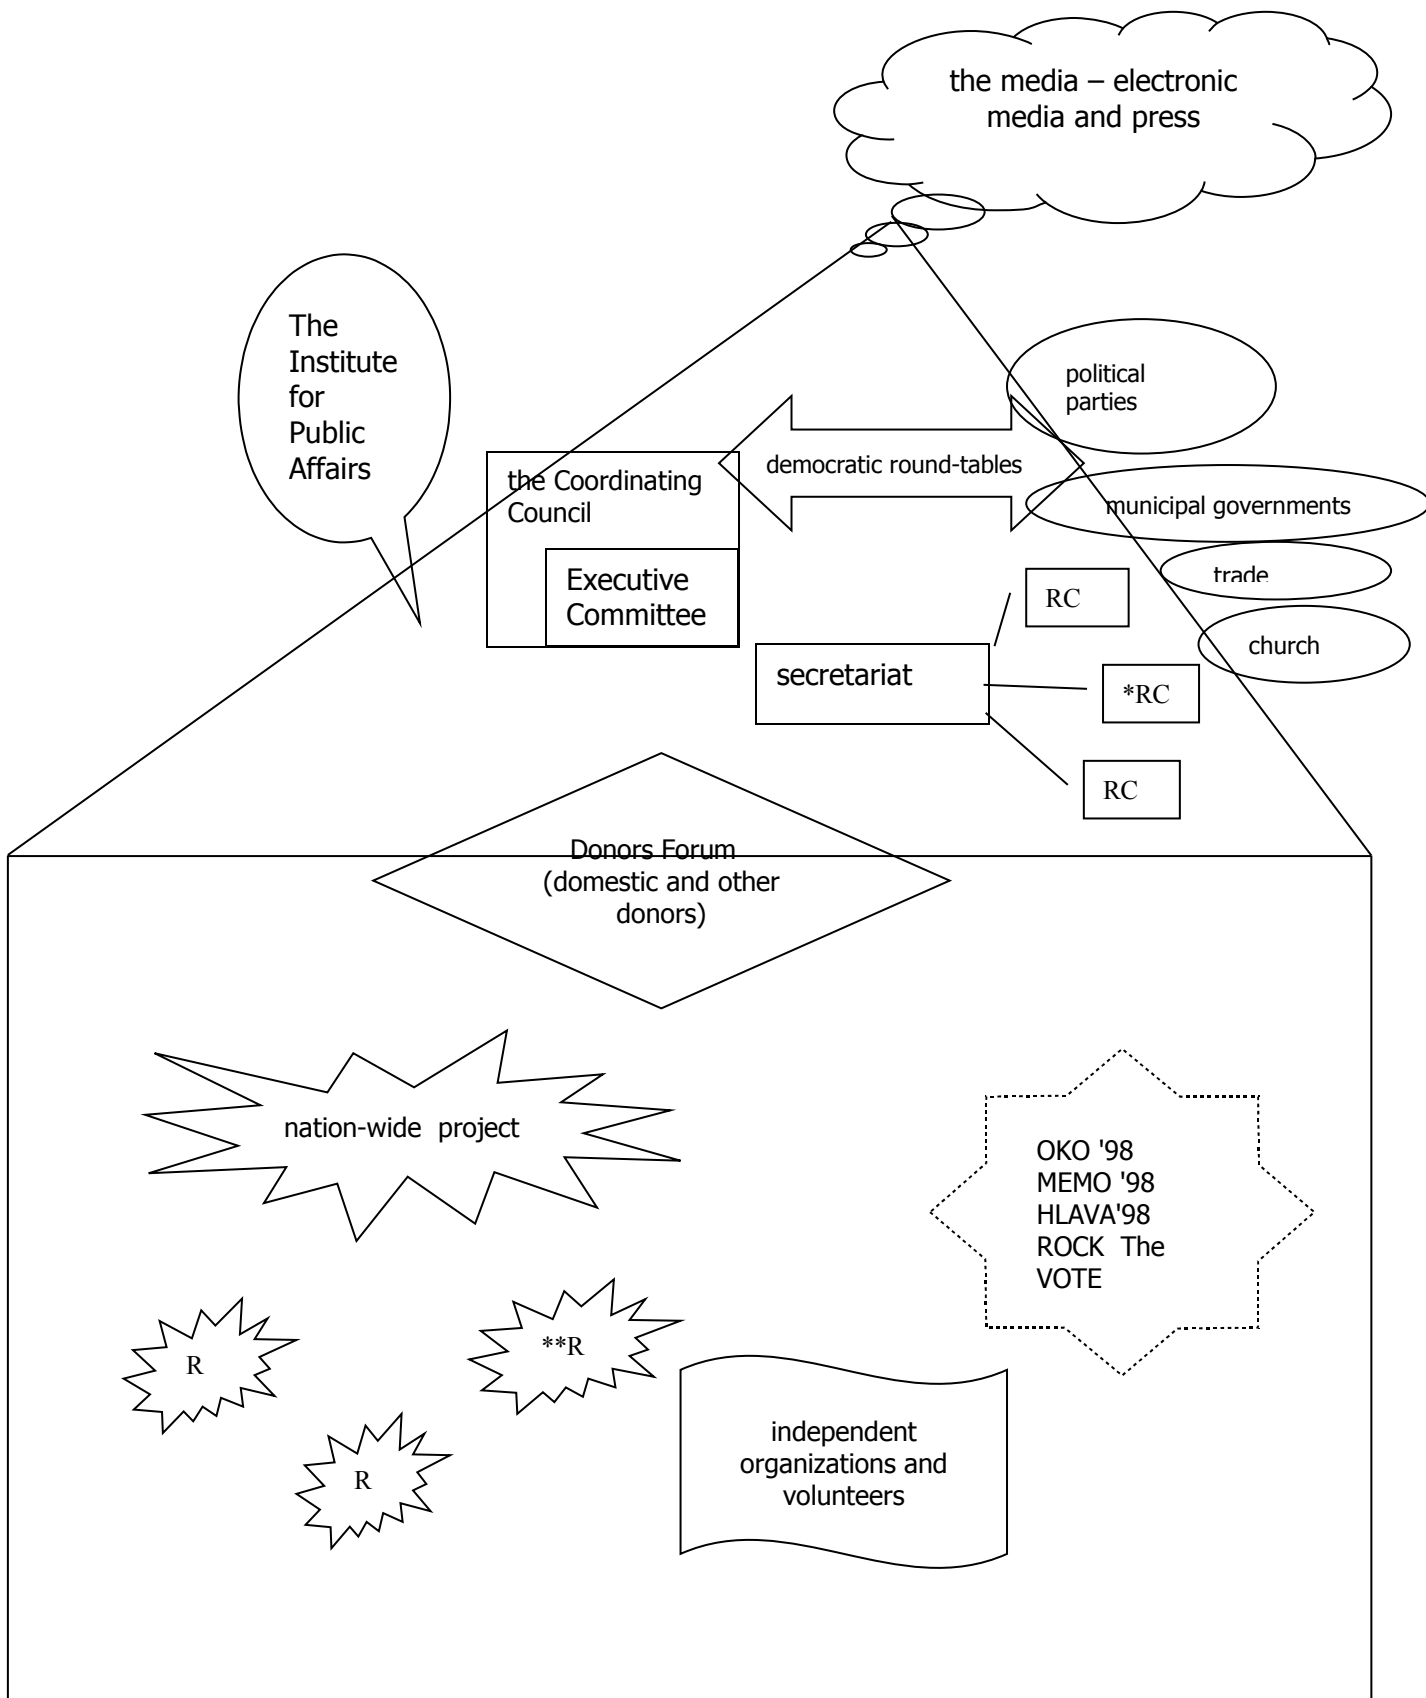 the media – electronic
media and press
The
Institute
for
Public
Affairs
political
parties
democratic round-tables
the Coordinating
Council
municipal governments
Executive
Committee
trade
RC
church
secretariat
*RC
RC
Donors Forum
(domestic and other
donors)
nation-wide project
OKO '98
MEMO '98
HLAVA'98
ROCK The
VOTE
R
**R
R
independent
organizations and
volunteers